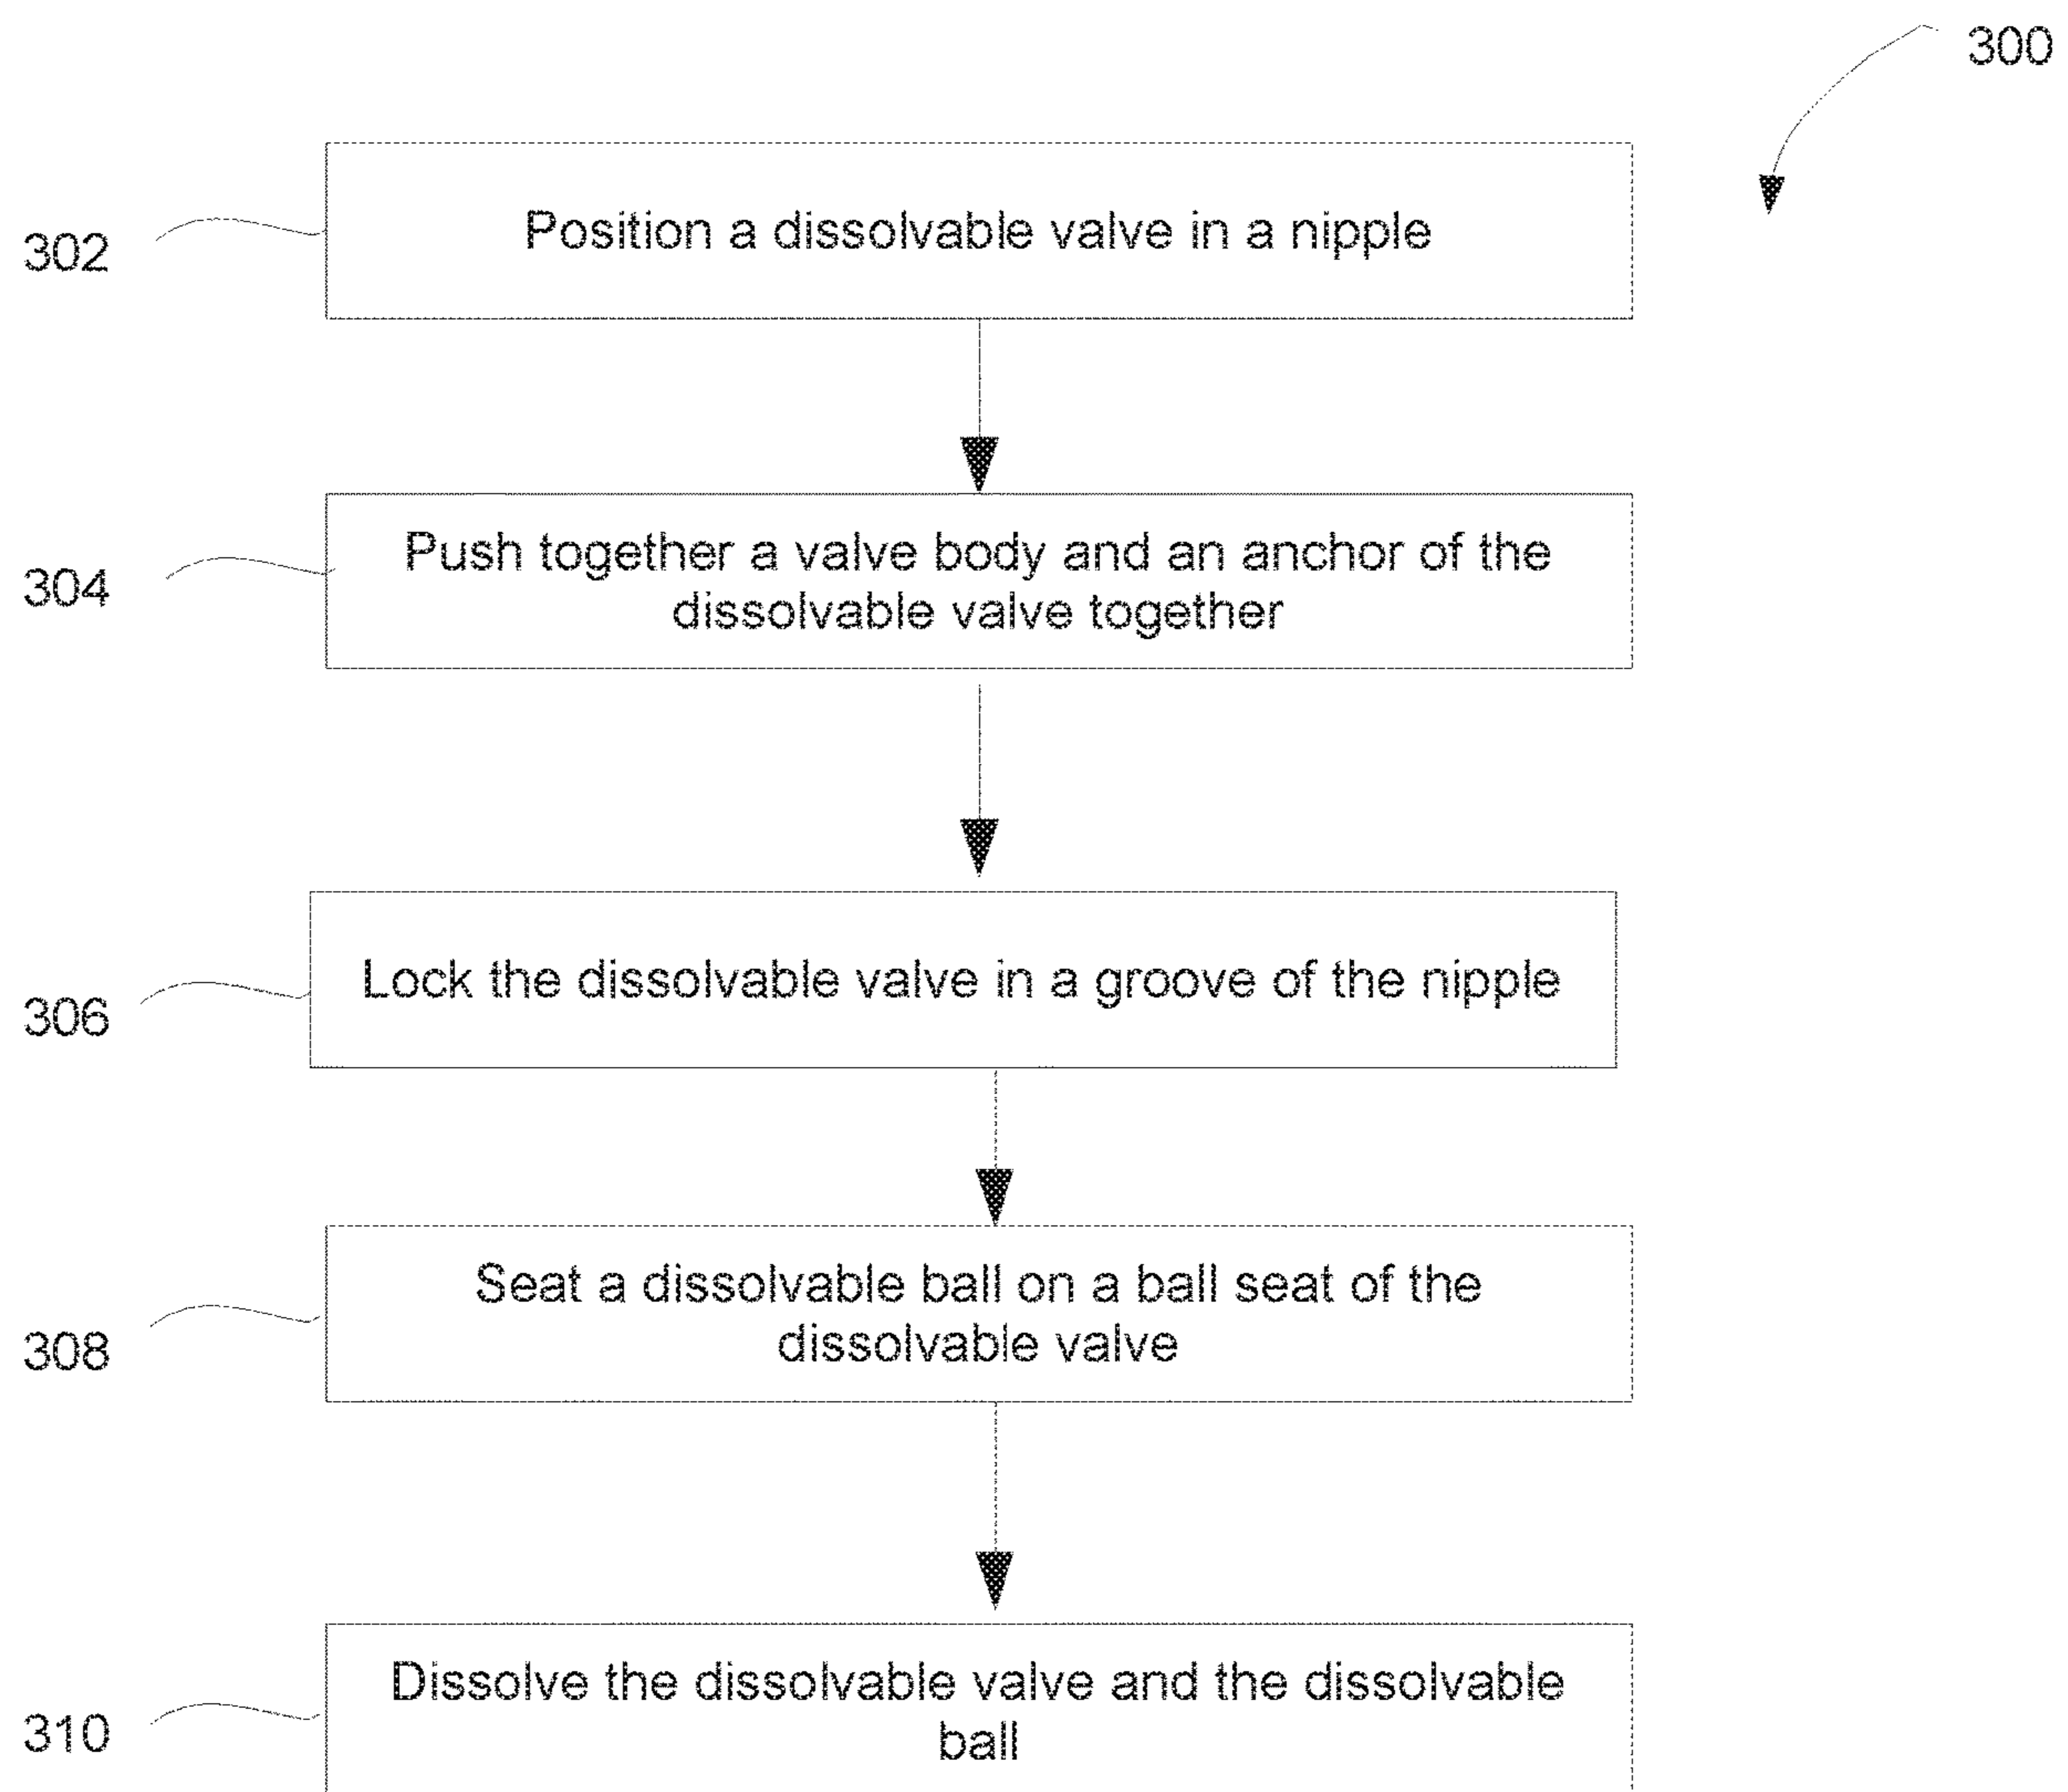 300
302
Position a dissolvable valve in a nipple
304
Push together a valve body and an anchor of the
dissolvable valve together
306
Lock the dissolvable valve in a groove of the nipple
308
Seat a dissolvable ball on a ball seat of the
dissolvable valve
310
Dissolve the dissolvable valve and the dissolvable
ball